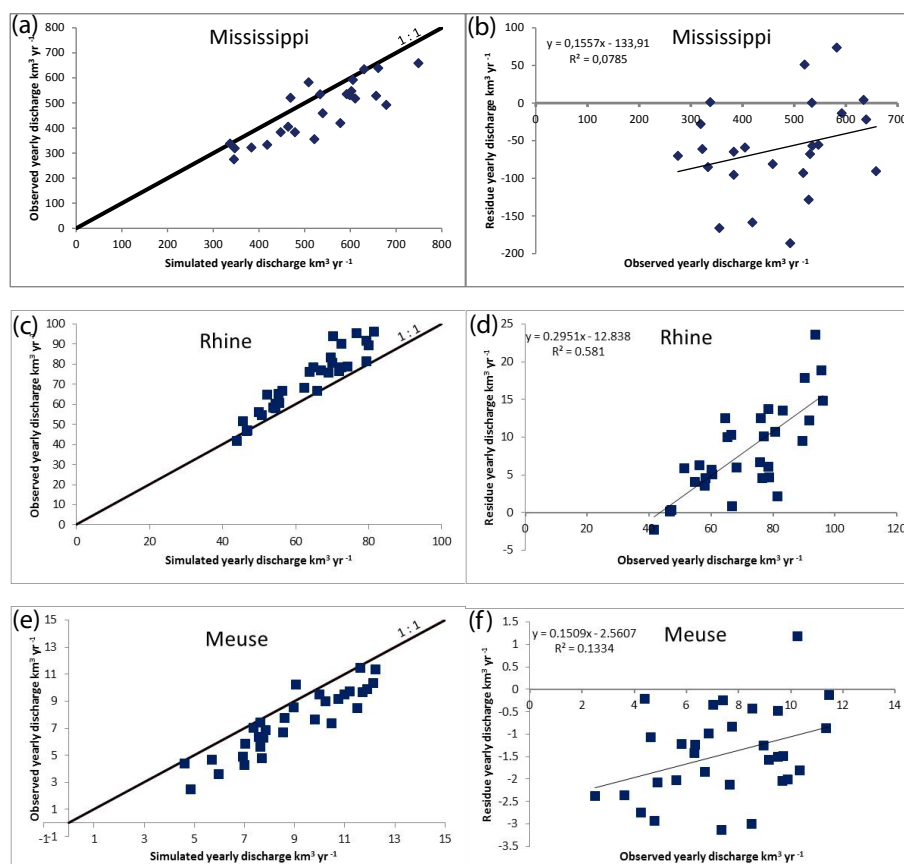 (a)
Mississippi
1 : 1
Observed yearly discharge km³ yr ⁻¹
800
700
600
500
400
300
200
100
0
0 100 200 300 400 500 600 700 800
Simulated yearly discharge km³ yr ⁻¹
(b)
y = 0,1557x - 133,91
R² = 0,0785
Mississippi
Residue yearly discharge km³ yr⁻¹
100
50
0
-50
-100
-150
-200
0 100 200 300 400 500 600 700
Observed yearly discharge km³ yr ⁻¹
(c)
Rhine
1 : 1
Observed yearly discharge km³ yr ⁻¹
100
90
80
70
60
50
40
30
20
10
0
0 20 40 60 80 100
Simulated yearly discharge km³ yr ⁻¹
(d)
y = 0.2951x - 12.838
R² = 0.581
Rhine
Residue yearly discharge km³ yr⁻¹
25
20
15
10
5
0
-5
0 20 40 60 80 100 120
Observed yearly discharge km³ yr ⁻¹
(e)
Meuse
1 : 1
Observed yearly discharge km³ yr ⁻¹
15
13
11
9
7
5
3
1
-1
-1 1 3 5 7 9 11 13 15
Simulated yearly discharge km³ yr ⁻¹
(f)
y = 0.1509x - 2.5607
R² = 0.1334
Meuse
Residue yearly discharge km³ yr ⁻¹
1.5
1
0.5
0
-0.5
-1
-1.5
-2
-2.5
-3
-3.5
0 2 4 6 8 10 12 14
Observed yearly discharge km³ yr ⁻¹